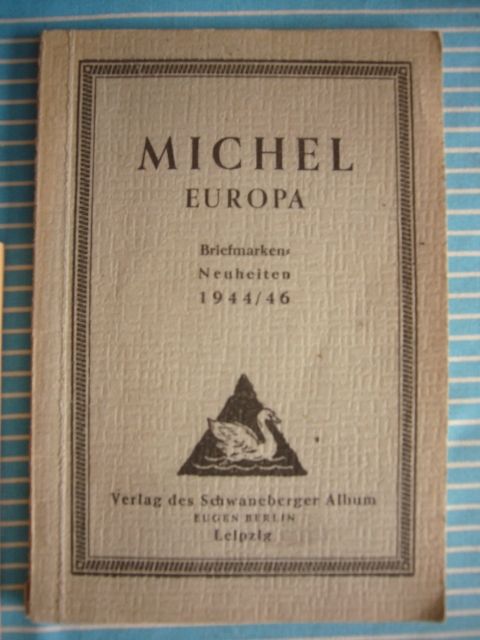 MICHEL
EUROPA
Briefmarken-
Neuheiten
1944/46
Verlag des Schwaneberger Album
EUGEN BERLIN
Leipzig